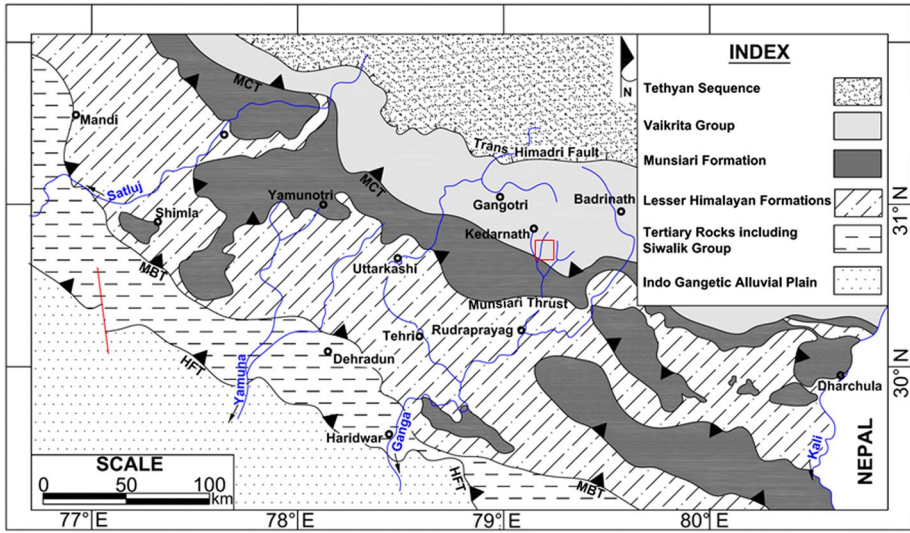 INDEX
Tethyan Sequence
Vaikrita Group
Munsiari Formation
Lesser Himalayan Formations
Tertiary Rocks including
Siwalik Group
Indo Gangetic Alluvial Plain
N
MCT
Mandi
Trans Himadri Fault
Satluj
Yamunotri
MCT
Gangotri
Badrinath
31° N
Shimla
Kedarnath
MBT
Uttarkashi
Munsiari Thrust
Tehri
Rudraprayag
HFT
Yamuna
Dehradun
30° N
Dharchula
Haridwar
Ganga
Kali
NEPAL
SCALE
0 50 100
km
HFT
MBT
77° E 78° E 79° E 80° E